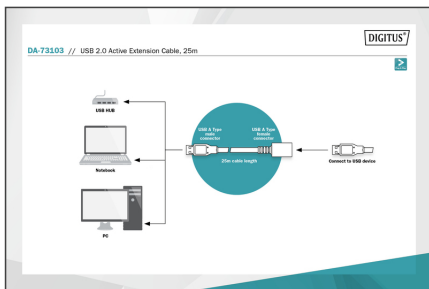 DIGITUS®
DA-73103 // USB 2.0 Active Extension Cable, 25m
USB HUB
USB A Type
male
connector
USB A Type
female
connector
25m cable length
Notebook
Connect to USB device
PC